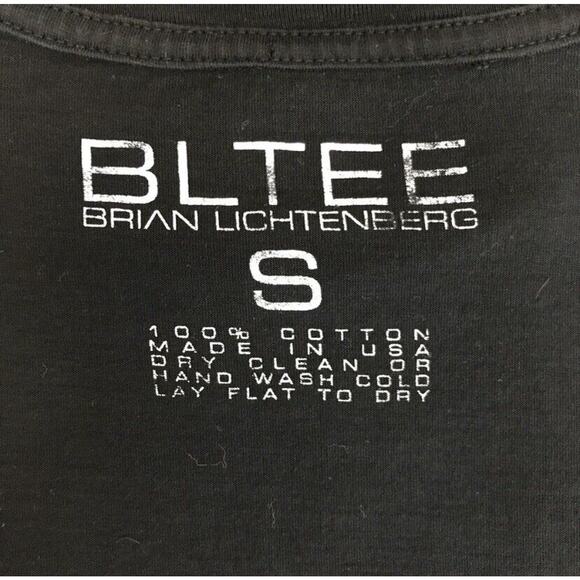 BLTEE
BRIAN LICHTENBERG
S
100% COTTON
MADE IN USA
DRY CLEAN OR
HAND WASH COLD
LAY FLAT TO DRY